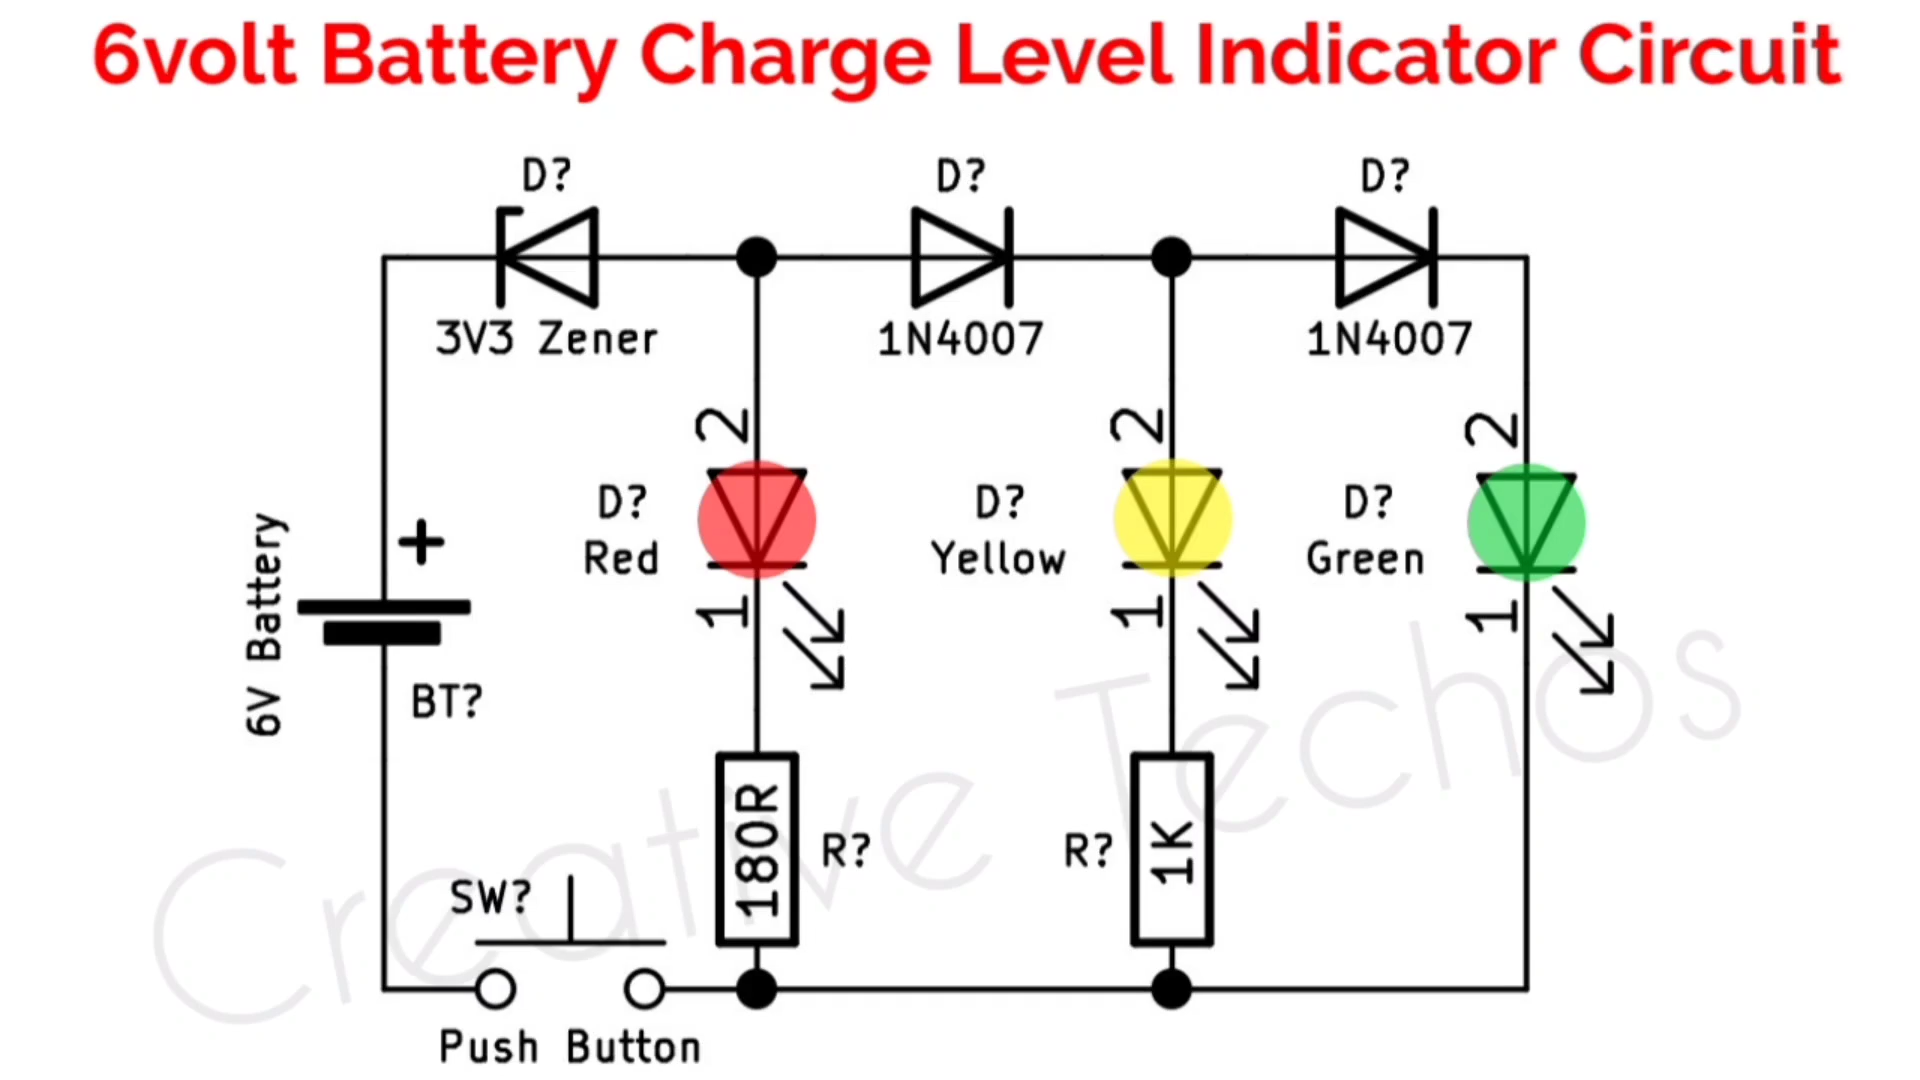 6volt Battery Charge Level Indicator Circuit
D?
D?
D?
3V3 Zener
1N4007
1N4007
2
2
2
D?
Red
D?
Yellow
D?
Green
1
1
1
+
6V Battery
BT?
180R
R?
R?
1K
SW?
Push Button
Creative Techos